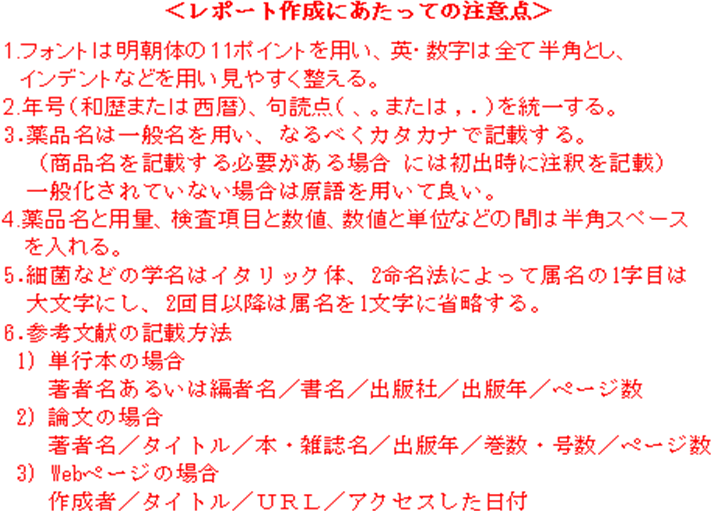 ＜レポート作成にあたっての注意点＞
1.フォントは明朝体の11ポイントを用い、英・数字は全て半角とし、
インデントなどを用い見やすく整える。
2.年号(和歴または西暦)、句読点(、。または，．)を統一する。
3.薬品名は一般名を用い、なるべくカタカナで記載する。
(商品名を記載する必要がある場合 には初出時に注釈を記載)
一般化されていない場合は原語を用いて良い。
4.薬品名と用量、検査項目と数値、数値と単位などの間は半角スペース
を入れる。
5.細菌などの学名はイタリック体、2命名法によって属名の1字目は
大文字にし、2回目以降は属名を1文字に省略する。
6.参考文献の記載方法
1) 単行本の場合
著者名あるいは編者名／書名／出版社／出版年／ページ数
2) 論文の場合
著者名／タイトル／本・雑誌名／出版年／巻数・号数／ページ数
3) Webページの場合
作成者／タイトル／ＵＲＬ／アクセスした日付